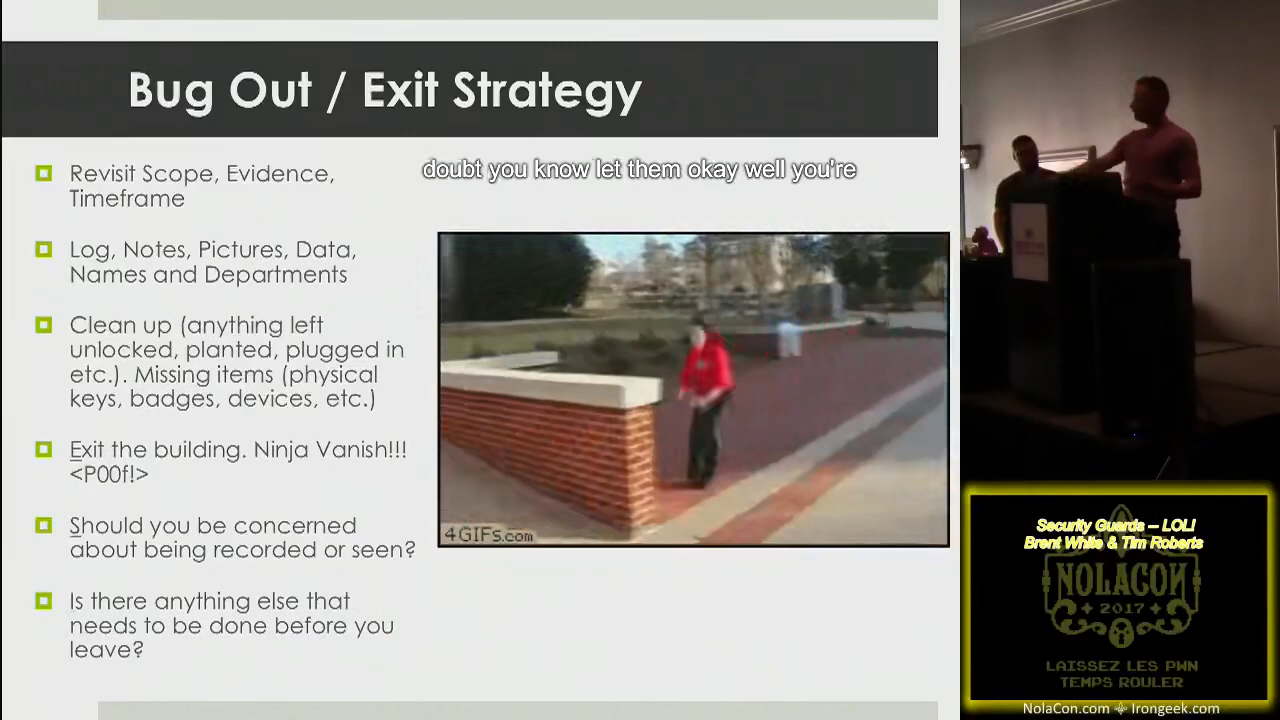 Bug Out / Exit Strategy
Revisit Scope, Evidence,
Timeframe
Log, Notes, Pictures, Data,
Names and Departments
Clean up (anything left
unlocked, planted, plugged in
etc.). Missing items (physical
keys, badges, devices, etc.)
Exit the building. Ninja Vanish!!!
<P00f!>
Should you be concerned
about being recorded or seen?
Is there anything else that
needs to be done before you
leave?
doubt you know let them okay well you're
4GIFs.com
Security Guards -- LOL!
Brent White & Tim Roberts
NOLACON
2017
LAISSEZ LES PWN
TEMPS ROULER
NolaCon.com Irongeek.com